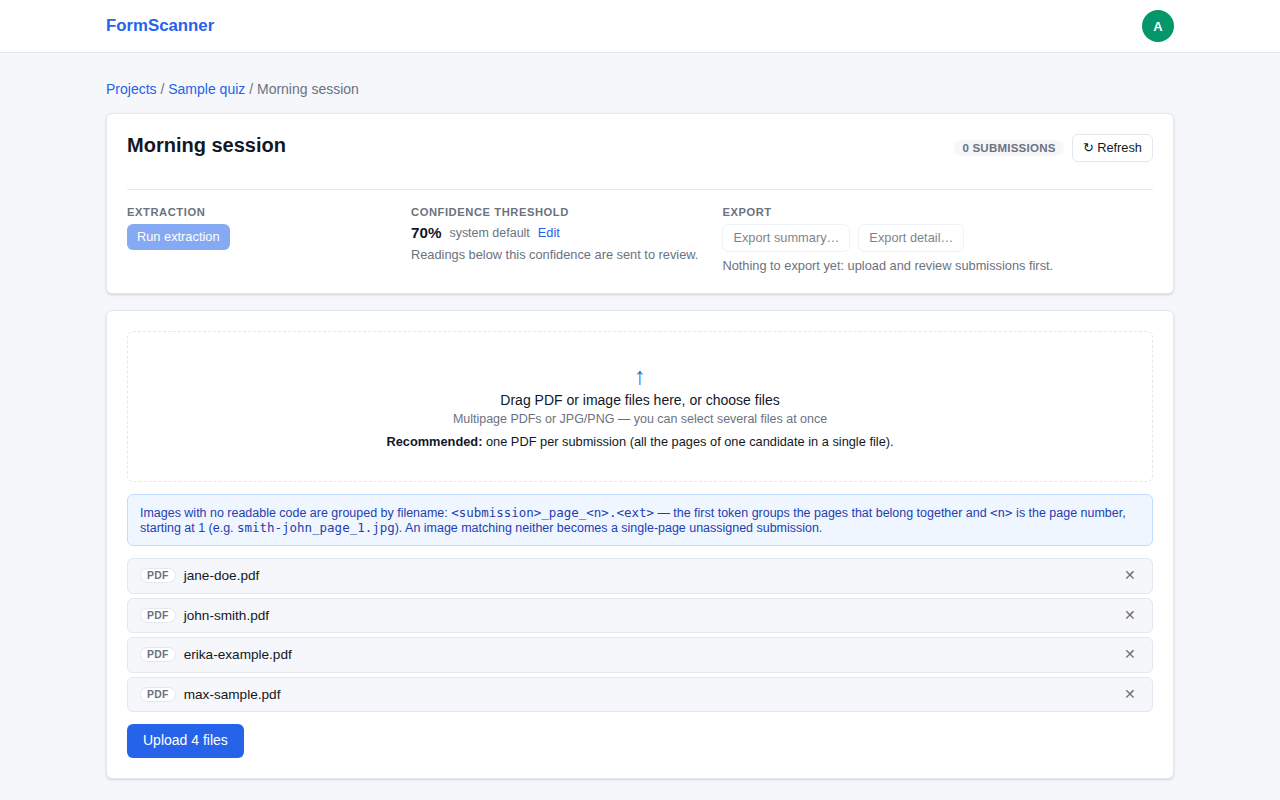 FormScanner
A
Projects / Sample quiz / Morning session
Morning session
0 SUBMISSIONS
↻ Refresh
EXTRACTION
Run extraction
CONFIDENCE THRESHOLD
70% system default Edit
Readings below this confidence are sent to review.
EXPORT
Export summary… Export detail…
Nothing to export yet: upload and review submissions first.
↑
Drag PDF or image files here, or choose files
Multipage PDFs or JPG/PNG — you can select several files at once
Recommended: one PDF per submission (all the pages of one candidate in a single file).
Images with no readable code are grouped by filename: <submission>_page_<n>.<ext> — the first token groups the pages that belong together and <n> is the page number,
starting at 1 (e.g. smith-john_page_1.jpg). An image matching neither becomes a single-page unassigned submission.
PDF jane-doe.pdf ✕
PDF john-smith.pdf ✕
PDF erika-example.pdf ✕
PDF max-sample.pdf ✕
Upload 4 files